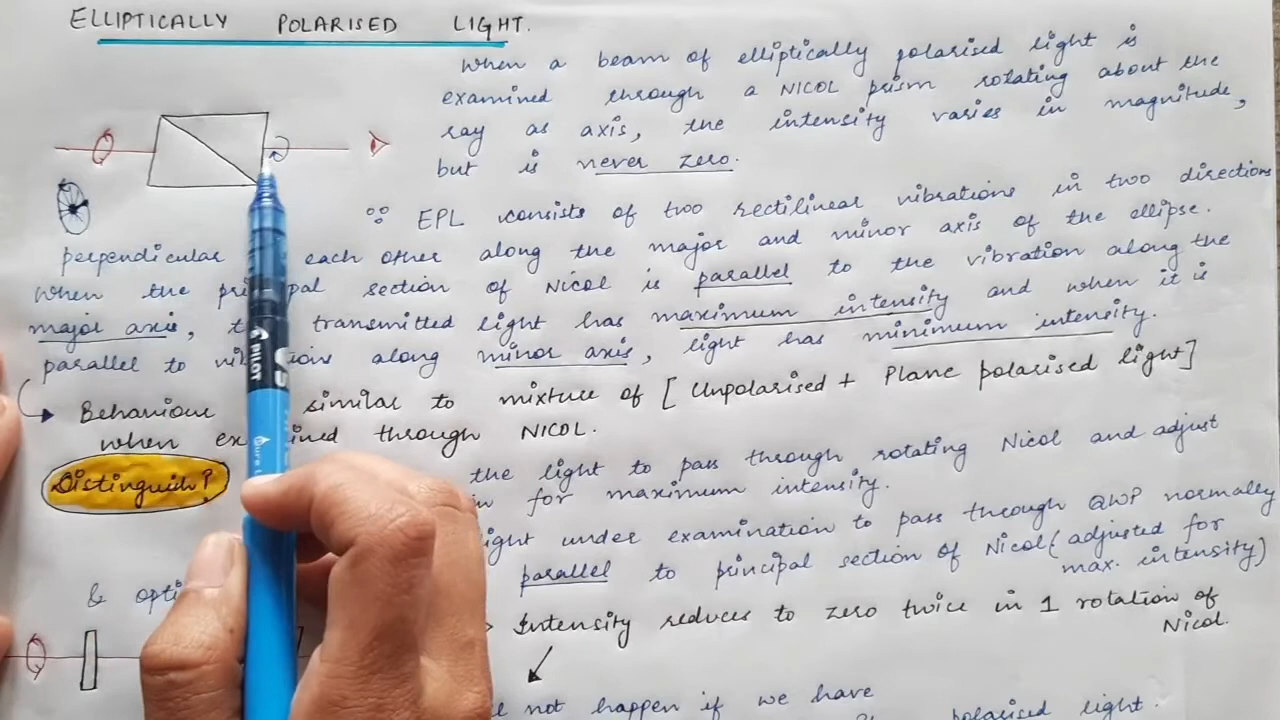 ELLIPTICALLY POLARISED LIGHT.
when a beam of elliptically polarised light is
examined through a NICOL prism rotating about the
ray as axis, the intensity varies in magnitude,
but is never zero.
∵ EPL consists of two rectilinear vibrations in two directions
perpendicular each other along the major and minor axis of the ellipse.
when the section of Nicol is parallel to the vibration along the
major axis, transmitted light has maximum intensity and when it is
parallel to along minor axis, light has minimum intensity.
Behaviour similar to mixture of [ Unpolarised + Plane polarised light]
when through NICOL.
Distinguish?
the light to pass through rotating Nicol and adjust
for maximum intensity.
light under examination to pass through QWP normally
& parallel to principal section of Nicol (adjusted for
max. intensity)
Intensity reduces to zero twice in 1 rotation of
Nicol.
not happen if we have
polarised light.
PILOT
Pure